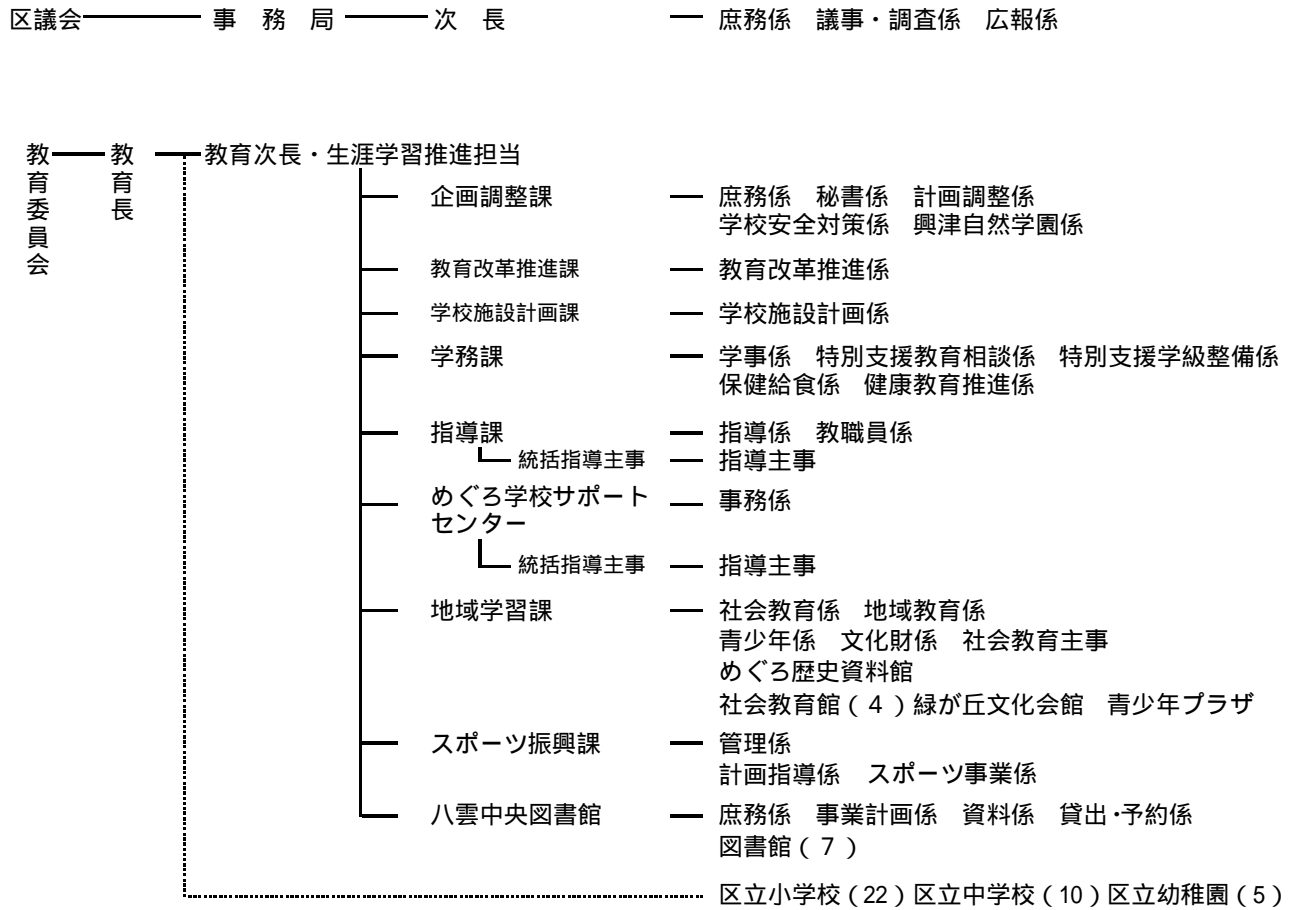 区議会 事務局 次長 庶務係 議事・調査係 広報係
教育委員会 教育長 教育次長・生涯学習推進担当
企画調整課 庶務係 秘書係 計画調整係
学校安全対策係 興津自然学園係
教育改革推進課 教育改革推進係
学校施設計画課 学校施設計画係
学務課 学事係 特別支援教育相談係 特別支援学級整備係
保健給食係 健康教育推進係
指導課 指導係 教職員係
統括指導主事 指導主事
めぐろ学校サポート 事務係
センター
統括指導主事 指導主事
地域学習課 社会教育係 地域教育係
青少年係 文化財係 社会教育主事
めぐろ歴史資料館
社会教育館(4)緑が丘文化会館 青少年プラザ
スポーツ振興課 管理係
計画指導係 スポーツ事業係
八雲中央図書館 庶務係 事業計画係 資料係 貸出・予約係
図書館(7)
区立小学校(22)区立中学校(10)区立幼稚園(5)